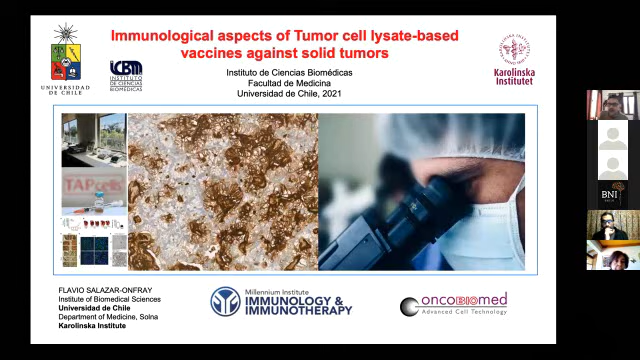 Immunological aspects of Tumor cell lysate-based
vaccines against solid tumors
UNIVERSIDAD
DE CHILE
ICBM
INSTITUTO
DE CIENCIAS
BIOMÉDICAS
Instituto de Ciencias Biomédicas
Facultad de Medicina
Universidad de Chile, 2021
Karolinska
Institutet
TAPcells
BNI
FLAVIO SALAZAR-ONFRAY
Institute of Biomedical Sciences
Universidad de Chile
Department of Medicine, Solna
Karolinska Institute
Millennium Institute
IMMUNOLOGY &
IMMUNOTHERAPY
oncoBIOmed
Advanced Cell Technology